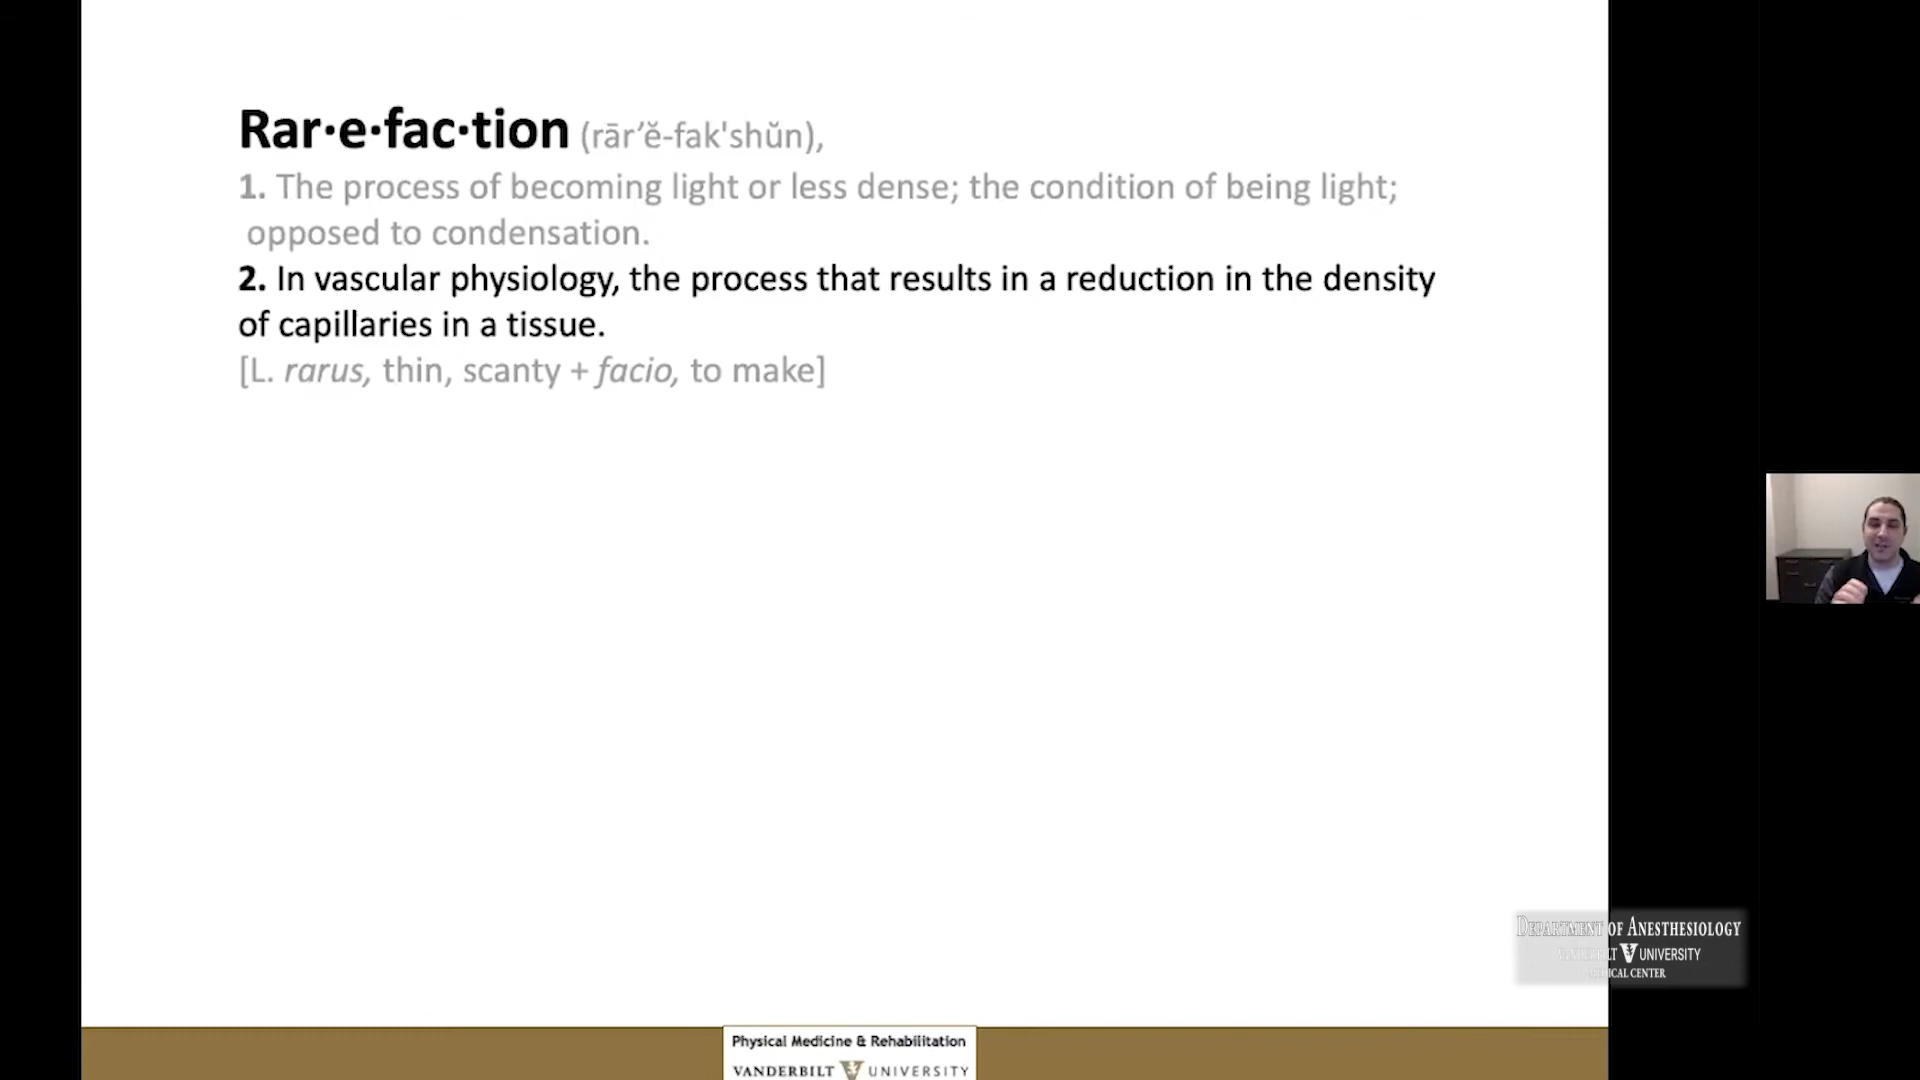 Rar·e·fac·tion (rār′ĕ-fak'shŭn),
1. The process of becoming light or less dense; the condition of being light;
opposed to condensation.
2. In vascular physiology, the process that results in a reduction in the density
of capillaries in a tissue.
[L. rarus, thin, scanty + facio, to make]
DEPARTMENT OF ANESTHESIOLOGY
VANDERBILT UNIVERSITY
MEDICAL CENTER
Physical Medicine & Rehabilitation
VANDERBILT UNIVERSITY